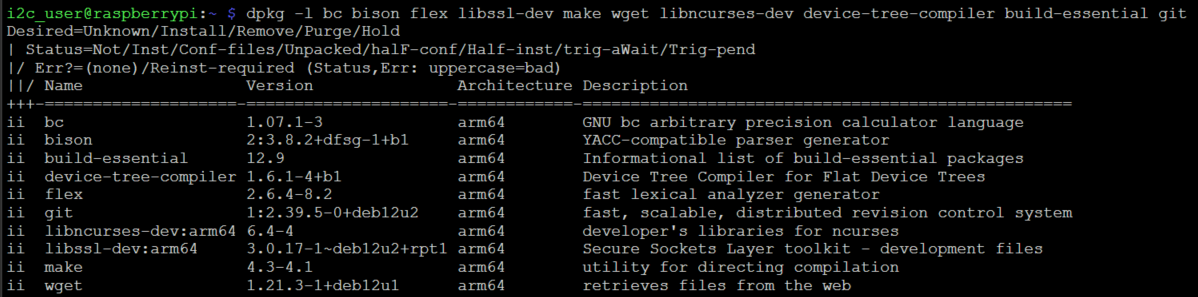 i2c_user@raspberrypi:~ $ dpkg -l bc bison flex libssl-dev make wget libncurses-dev device-tree-compiler build-essential git
Desired=Unknown/Install/Remove/Purge/Hold
| Status=Not/Inst/Conf-files/Unpacked/halF-conf/Half-inst/trig-aWait/Trig-pend
|/ Err?=(none)/Reinst-required (Status,Err: uppercase=bad)
||/ Name                     Version               Architecture Description
+++-====================-=====================-============-===================================================
ii  bc                       1.07.1-3              arm64        GNU bc arbitrary precision calculator language
ii  bison                    2:3.8.2+dfsg-1+b1     arm64        YACC-compatible parser generator
ii  build-essential          12.9                  arm64        Informational list of build-essential packages
ii  device-tree-compiler     1.6.1-4+b1            arm64        Device Tree Compiler for Flat Device Trees
ii  flex                     2.6.4-8.2             arm64        fast lexical analyzer generator
ii  git                      1:2.39.5-0+deb12u2    arm64        fast, scalable, distributed revision control system
ii  libncurses-dev:arm64     6.4-4                 arm64        developer's libraries for ncurses
ii  libssl-dev:arm64         3.0.17-1~deb12u2+rpt1 arm64        Secure Sockets Layer toolkit - development files
ii  make                     4.3-4.1               arm64        utility for directing compilation
ii  wget                     1.21.3-1+deb12u1      arm64        retrieves files from the web